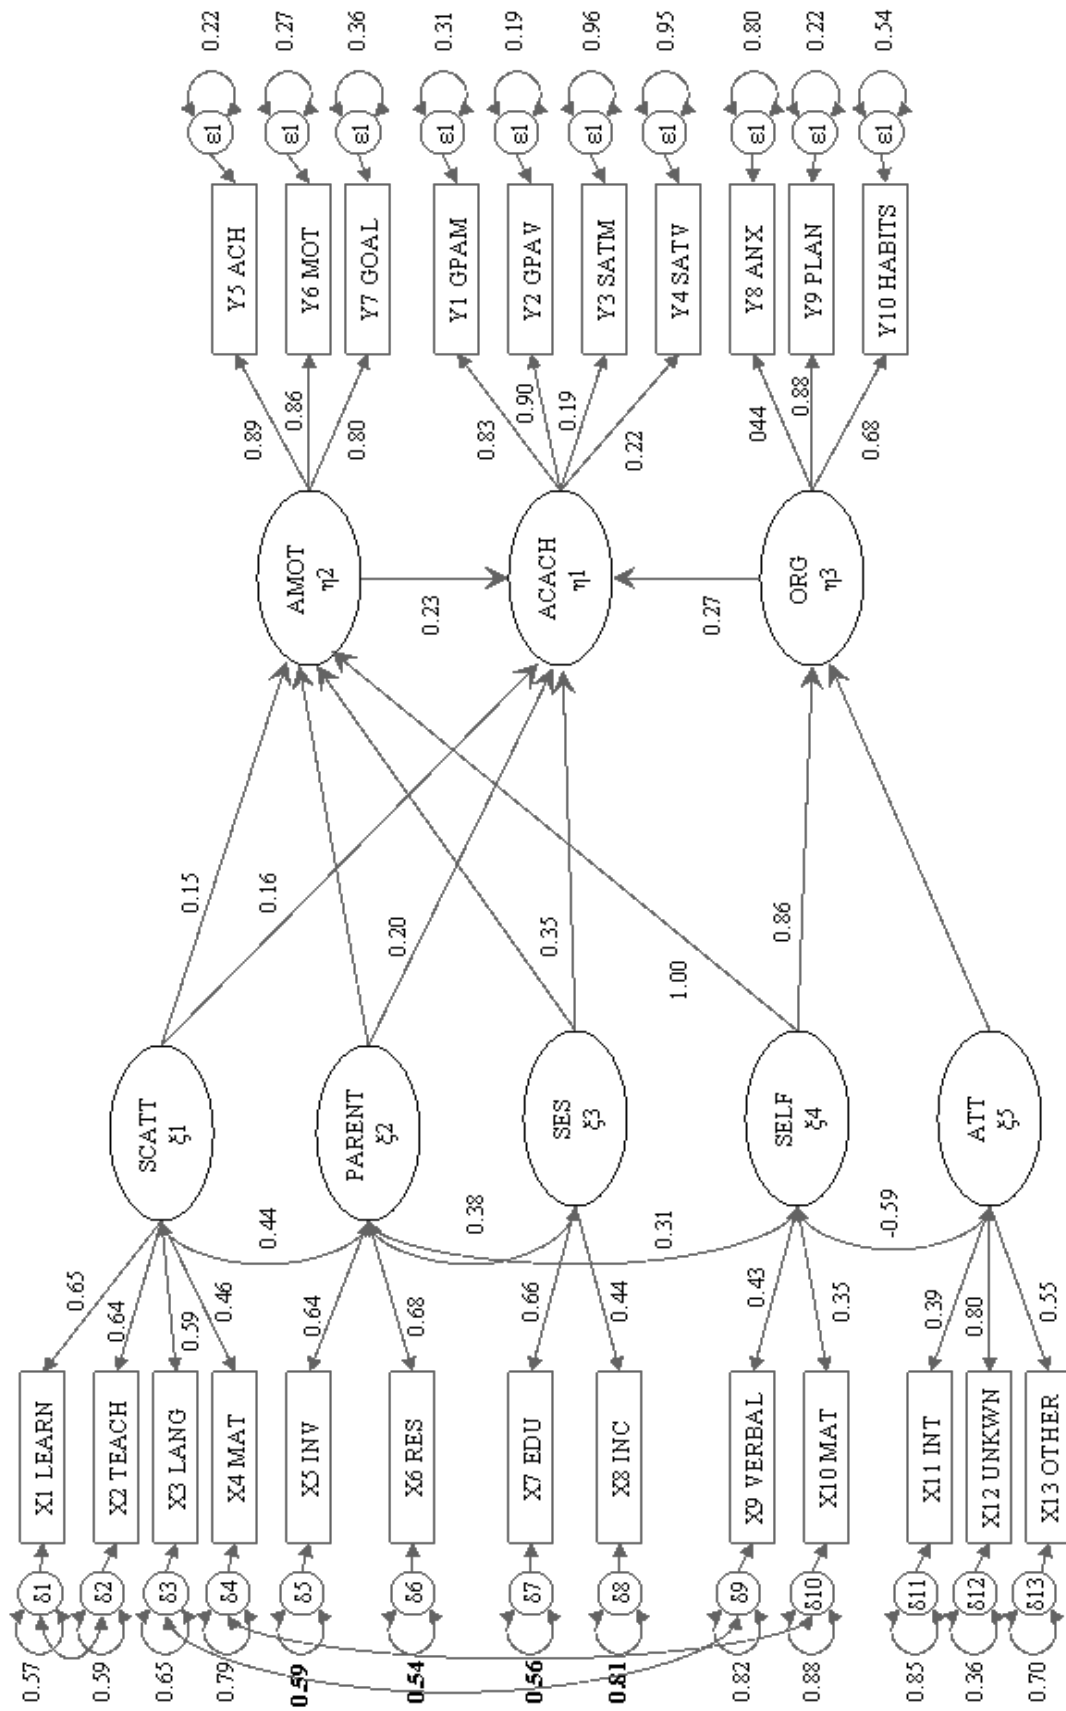 0.57
0.59
0.65
0.79
0.59
0.54
0.56
0.81
0.82
0.88
0.85
0.36
0.70
δ1
δ2
δ3
δ4
δ5
δ6
δ7
δ8
δ9
δ10
δ11
δ12
δ13
X1 LEARN
X2 TEACH
X3 LANG
X4 MAT
X5 INV
X6 RES
X7 EDU
X8 INC
X9 VERBAL
X10 MAT
X11 INT
X12 UNKWN
X13 OTHER
0.65
0.64
0.59
0.46
0.64
0.68
0.66
0.44
0.43
0.35
0.39
0.80
0.55
0.44
0.38
0.31
-0.59
SCATT
ξ1
PARENT
ξ2
SES
ξ3
SELF
ξ4
ATT
ξ5
0.15
0.16
0.20
0.35
1.00
0.86
AMOT
η2
0.23
ACACH
η1
0.27
ORG
η3
0.89
0.86
0.80
0.83
0.90
0.19
0.22
044
0.88
0.68
Y5 ACH
Y6 MOT
Y7 GOAL
Y1 GPAM
Y2 GPAV
Y3 SATM
Y4 SATV
Y8 ANX
Y9 PLAN
Y10 HABITS
ε1
ε1
ε1
ε1
ε1
ε1
ε1
ε1
ε1
ε1
0.22
0.27
0.36
0.31
0.19
0.96
0.95
0.80
0.22
0.54